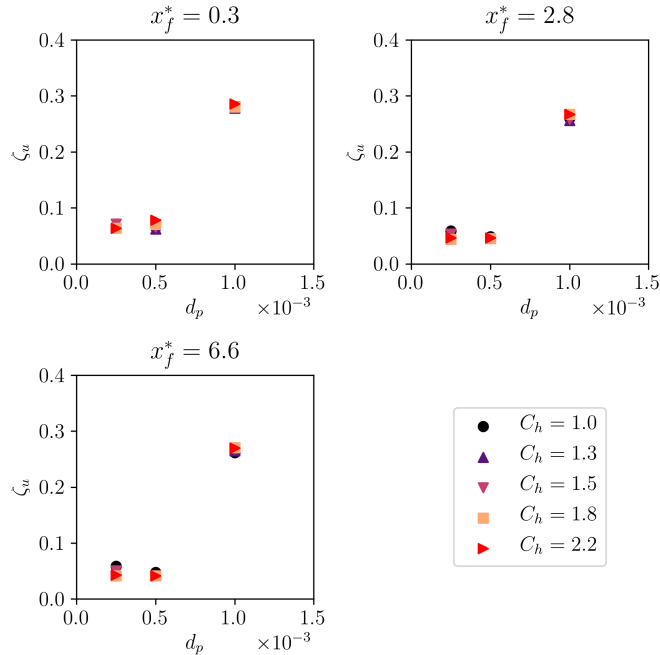 x_f^* = 0.3
0.4
0.3
0.2
0.1
0.0
ζ_u
0.0 0.5 1.0 1.5
d_p ×10^{−3}
x_f^* = 2.8
0.4
0.3
0.2
0.1
0.0
ζ_u
0.0 0.5 1.0 1.5
d_p ×10^{−3}
x_f^* = 6.6
0.4
0.3
0.2
0.1
0.0
ζ_u
0.0 0.5 1.0 1.5
d_p ×10^{−3}
C_h = 1.0
C_h = 1.3
C_h = 1.5
C_h = 1.8
C_h = 2.2